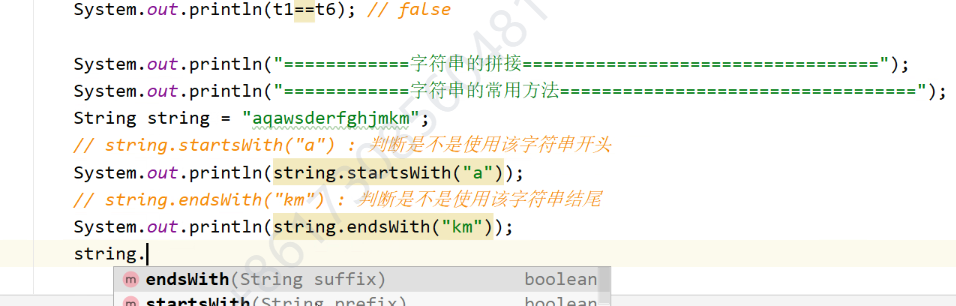 System.out.println(t1==t6); // false
System.out.println("============字符串的拼接==================================");
System.out.println("============字符串的常用方法==================================");
String string = "aqawsderfghjmkm";
// string.startsWith("a") : 判断是不是使用该字符串开头
System.out.println(string.startsWith("a"));
// string.endsWith("km") : 判断是不是使用该字符串结尾
System.out.println(string.endsWith("km"));
string.
m endsWith(String suffix) boolean
m startsWith(String prefix) boolean